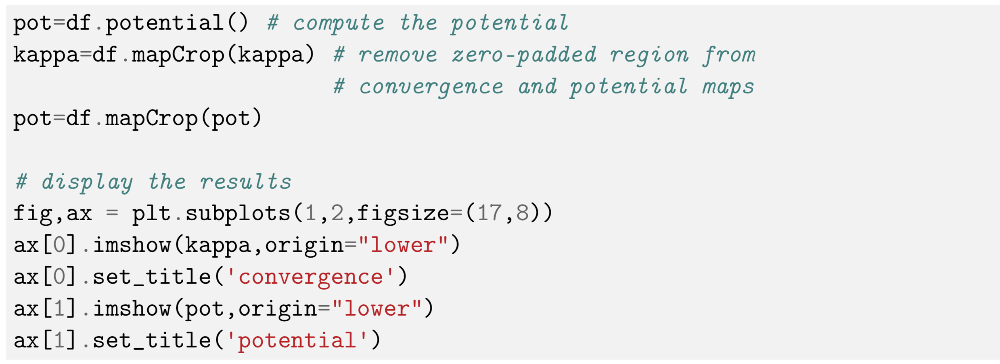 pot=df.potential() # compute the potential
kappa=df.mapCrop(kappa) # remove zero-padded region from
                        # convergence and potential maps
pot=df.mapCrop(pot)

# display the results
fig,ax = plt.subplots(1,2,figsize=(17,8))
ax[0].imshow(kappa,origin="lower")
ax[0].set_title('convergence')
ax[1].imshow(pot,origin="lower")
ax[1].set_title('potential')